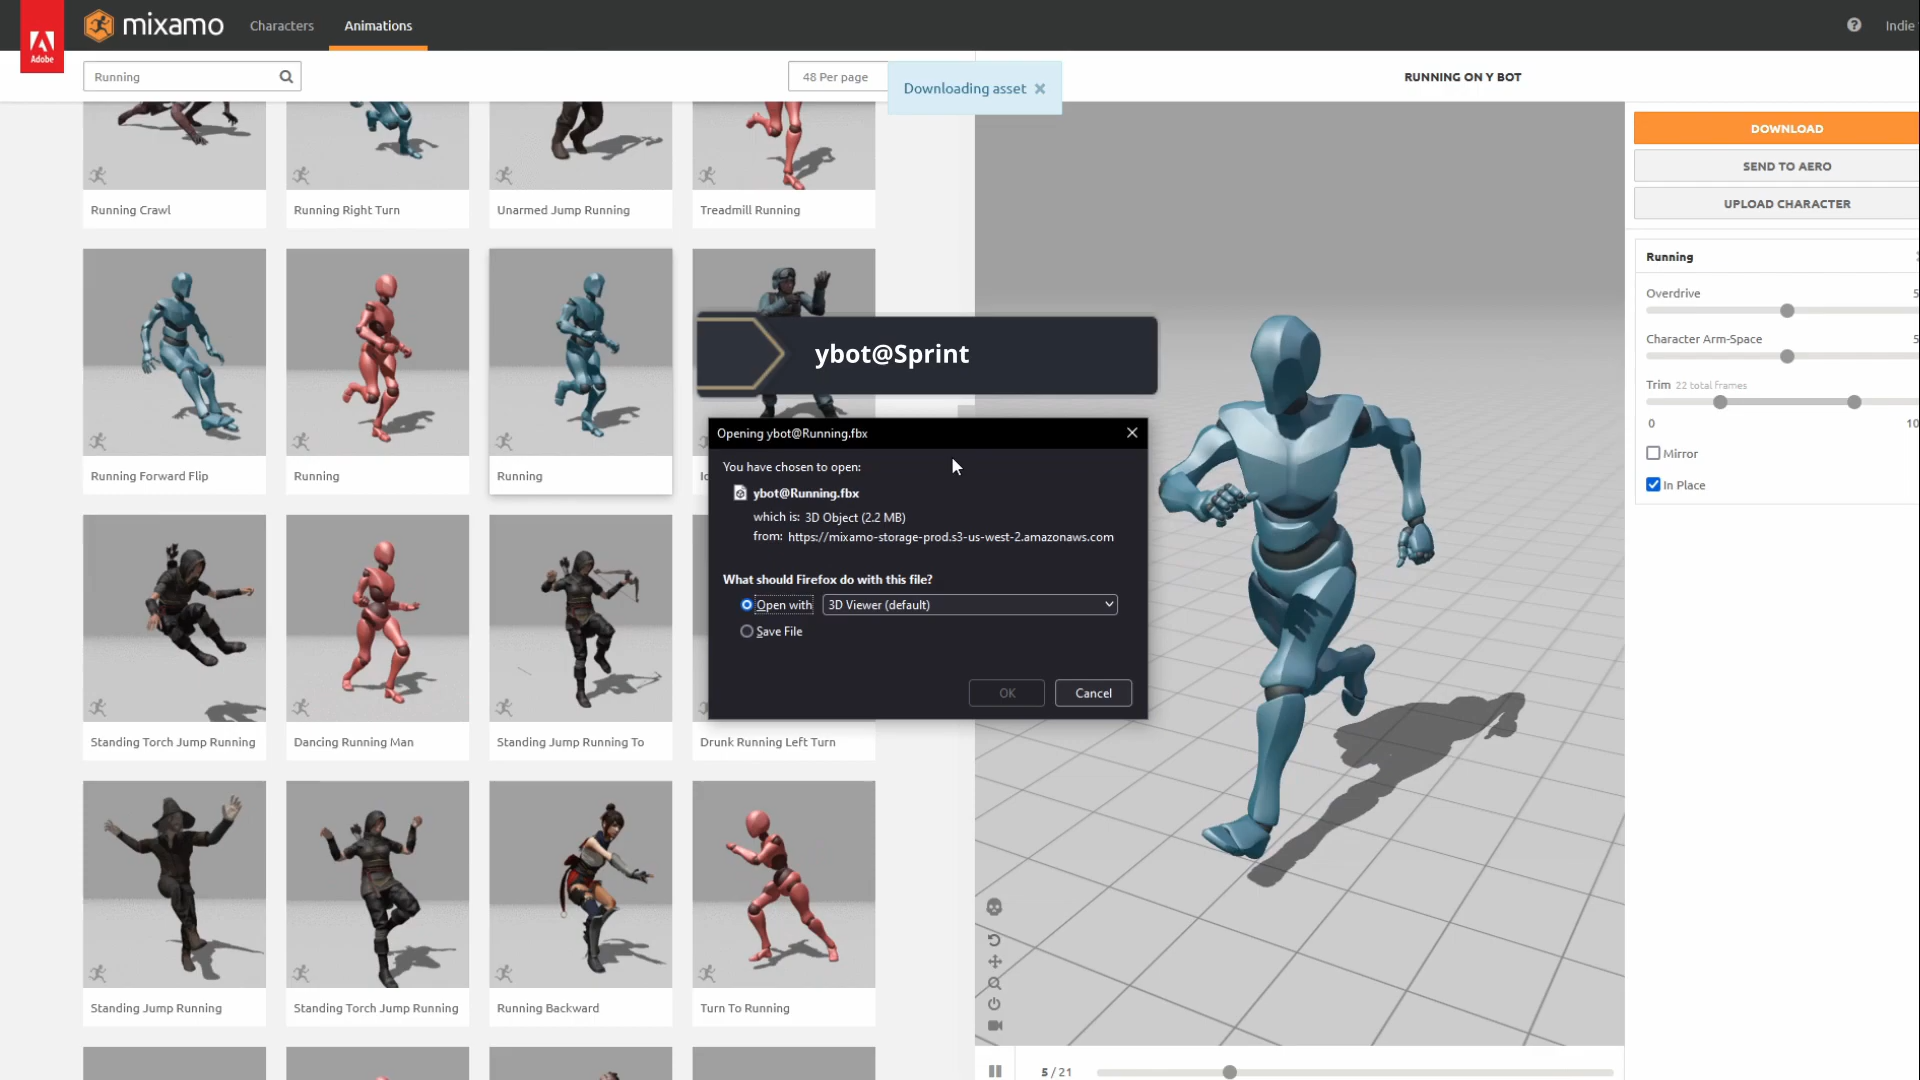 Adobe
mixamo
Characters
Animations
Indie
Running
48 Per page
Downloading asset
RUNNING ON Y BOT
DOWNLOAD
SEND TO AERO
UPLOAD CHARACTER
Running Crawl
Running Right Turn
Unarmed Jump Running
Treadmill Running
Running
Overdrive
5
Character Arm-Space
5
Trim 22 total frames
0
10
Mirror
In Place
ybot@Sprint
Opening ybot@Running.fbx
You have chosen to open:
ybot@Running.fbx
which is: 3D Object (2.2 MB)
from: https://mixamo-storage-prod.s3-us-west-2.amazonaws.com
What should Firefox do with this file?
Open with
3D Viewer (default)
Save File
OK
Cancel
Running Forward Flip
Running
Running
Standing Torch Jump Running
Dancing Running Man
Standing Jump Running To
Drunk Running Left Turn
Standing Jump Running
Standing Torch Jump Running
Running Backward
Turn To Running
5 / 21